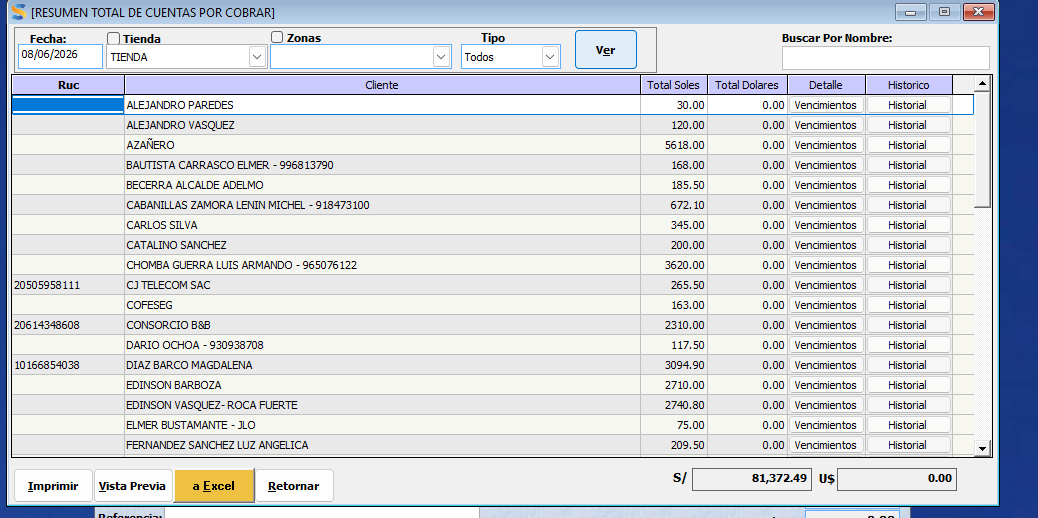 [RESUMEN TOTAL DE CUENTAS POR COBRAR]
Fecha: Tienda Zonas Tipo Buscar Por Nombre:
08/06/2026 TIENDA Todos Ver
Ruc Cliente Total Soles Total Dolares Detalle Historico
ALEJANDRO PAREDES 30.00 0.00 Vencimientos Historial
ALEJANDRO VASQUEZ 120.00 0.00 Vencimientos Historial
AZAÑERO 5618.00 0.00 Vencimientos Historial
BAUTISTA CARRASCO ELMER - 996813790 168.00 0.00 Vencimientos Historial
BECERRA ALCALDE ADELMO 185.50 0.00 Vencimientos Historial
CABANILLAS ZAMORA LENIN MICHEL - 918473100 672.10 0.00 Vencimientos Historial
CARLOS SILVA 345.00 0.00 Vencimientos Historial
CATALINO SANCHEZ 200.00 0.00 Vencimientos Historial
CHOMBA GUERRA LUIS ARMANDO - 965076122 3620.00 0.00 Vencimientos Historial
20505958111 CJ TELECOM SAC 265.50 0.00 Vencimientos Historial
COFESEG 163.00 0.00 Vencimientos Historial
20614348608 CONSORCIO B&B 2310.00 0.00 Vencimientos Historial
DARIO OCHOA - 930938708 117.50 0.00 Vencimientos Historial
10166854038 DIAZ BARCO MAGDALENA 3094.90 0.00 Vencimientos Historial
EDINSON BARBOZA 2710.00 0.00 Vencimientos Historial
EDINSON VASQUEZ- ROCA FUERTE 2740.80 0.00 Vencimientos Historial
ELMER BUSTAMANTE - JLO 75.00 0.00 Vencimientos Historial
FERNANDEZ SANCHEZ LUZ ANGELICA 209.50 0.00 Vencimientos Historial
Imprimir Vista Previa a Excel Retornar S/ 81,372.49 U$ 0.00
Referencia: